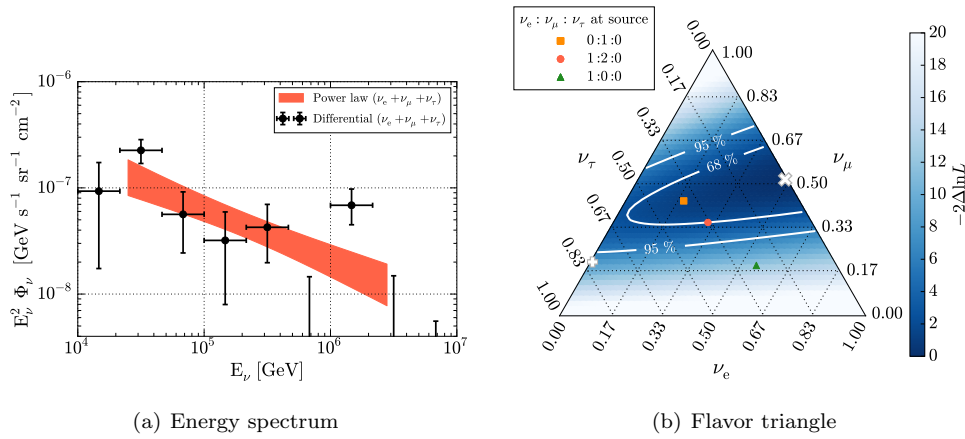 10^{-6}
10^{-7}
10^{-8}
E_ν^2 Φ_ν [GeV s^{-1} sr^{-1} cm^{-2}]
Power law (ν_e + ν_μ + ν_τ)
Differential (ν_e + ν_μ + ν_τ)
10^4 10^5 10^6 10^7
E_ν [GeV]
(a) Energy spectrum
ν_e : ν_μ : ν_τ at source
0:1:0
1:2:0
1:0:0
0.00
0.17
0.33
0.50
0.67
0.83
1.00
ν_τ
1.00
0.83
0.67
0.50
0.33
0.17
0.00
ν_μ
95 %
68 %
95 %
0.00 0.17 0.33 0.50 0.67 0.83 1.00
ν_e
20
18
16
14
12
10
8
6
4
2
0
−2ΔlnL
(b) Flavor triangle